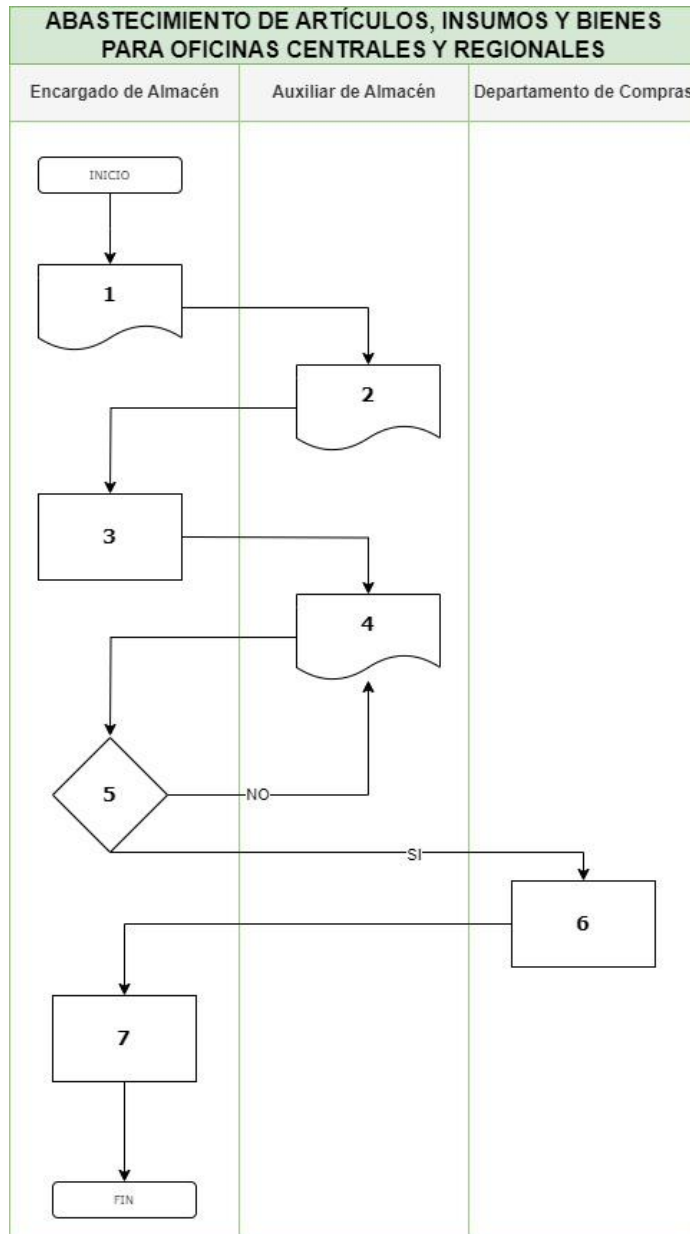 ABASTECIMIENTO DE ARTÍCULOS, INSUMOS Y BIENES
PARA OFICINAS CENTRALES Y REGIONALES
Encargado de Almacén
Auxiliar de Almacén
Departamento de Compras
INICIO
1
2
3
4
5
NO
SI
6
7
FIN